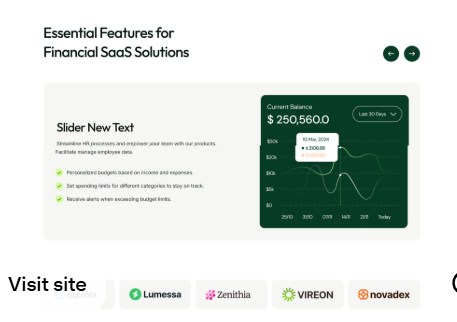 Essential Features for
Financial SaaS Solutions
Slider New Text
Streamline HR processes and empower your team with our products.
Facilitate manage employee data.
Personalized budgets based on income and expenses.
Set spending limits for different categories to stay on track.
Receive alerts when exceeding budget limits.
Current Balance
$ 250,560.0
Last 30 Days
10 Mar, 2024
$30k
$20k
$10k
$5k
$0
25/10 31/10 07/11 14/11 21/11 Today
Visit site
Lumessa
Zenithia
VIREON
novadex